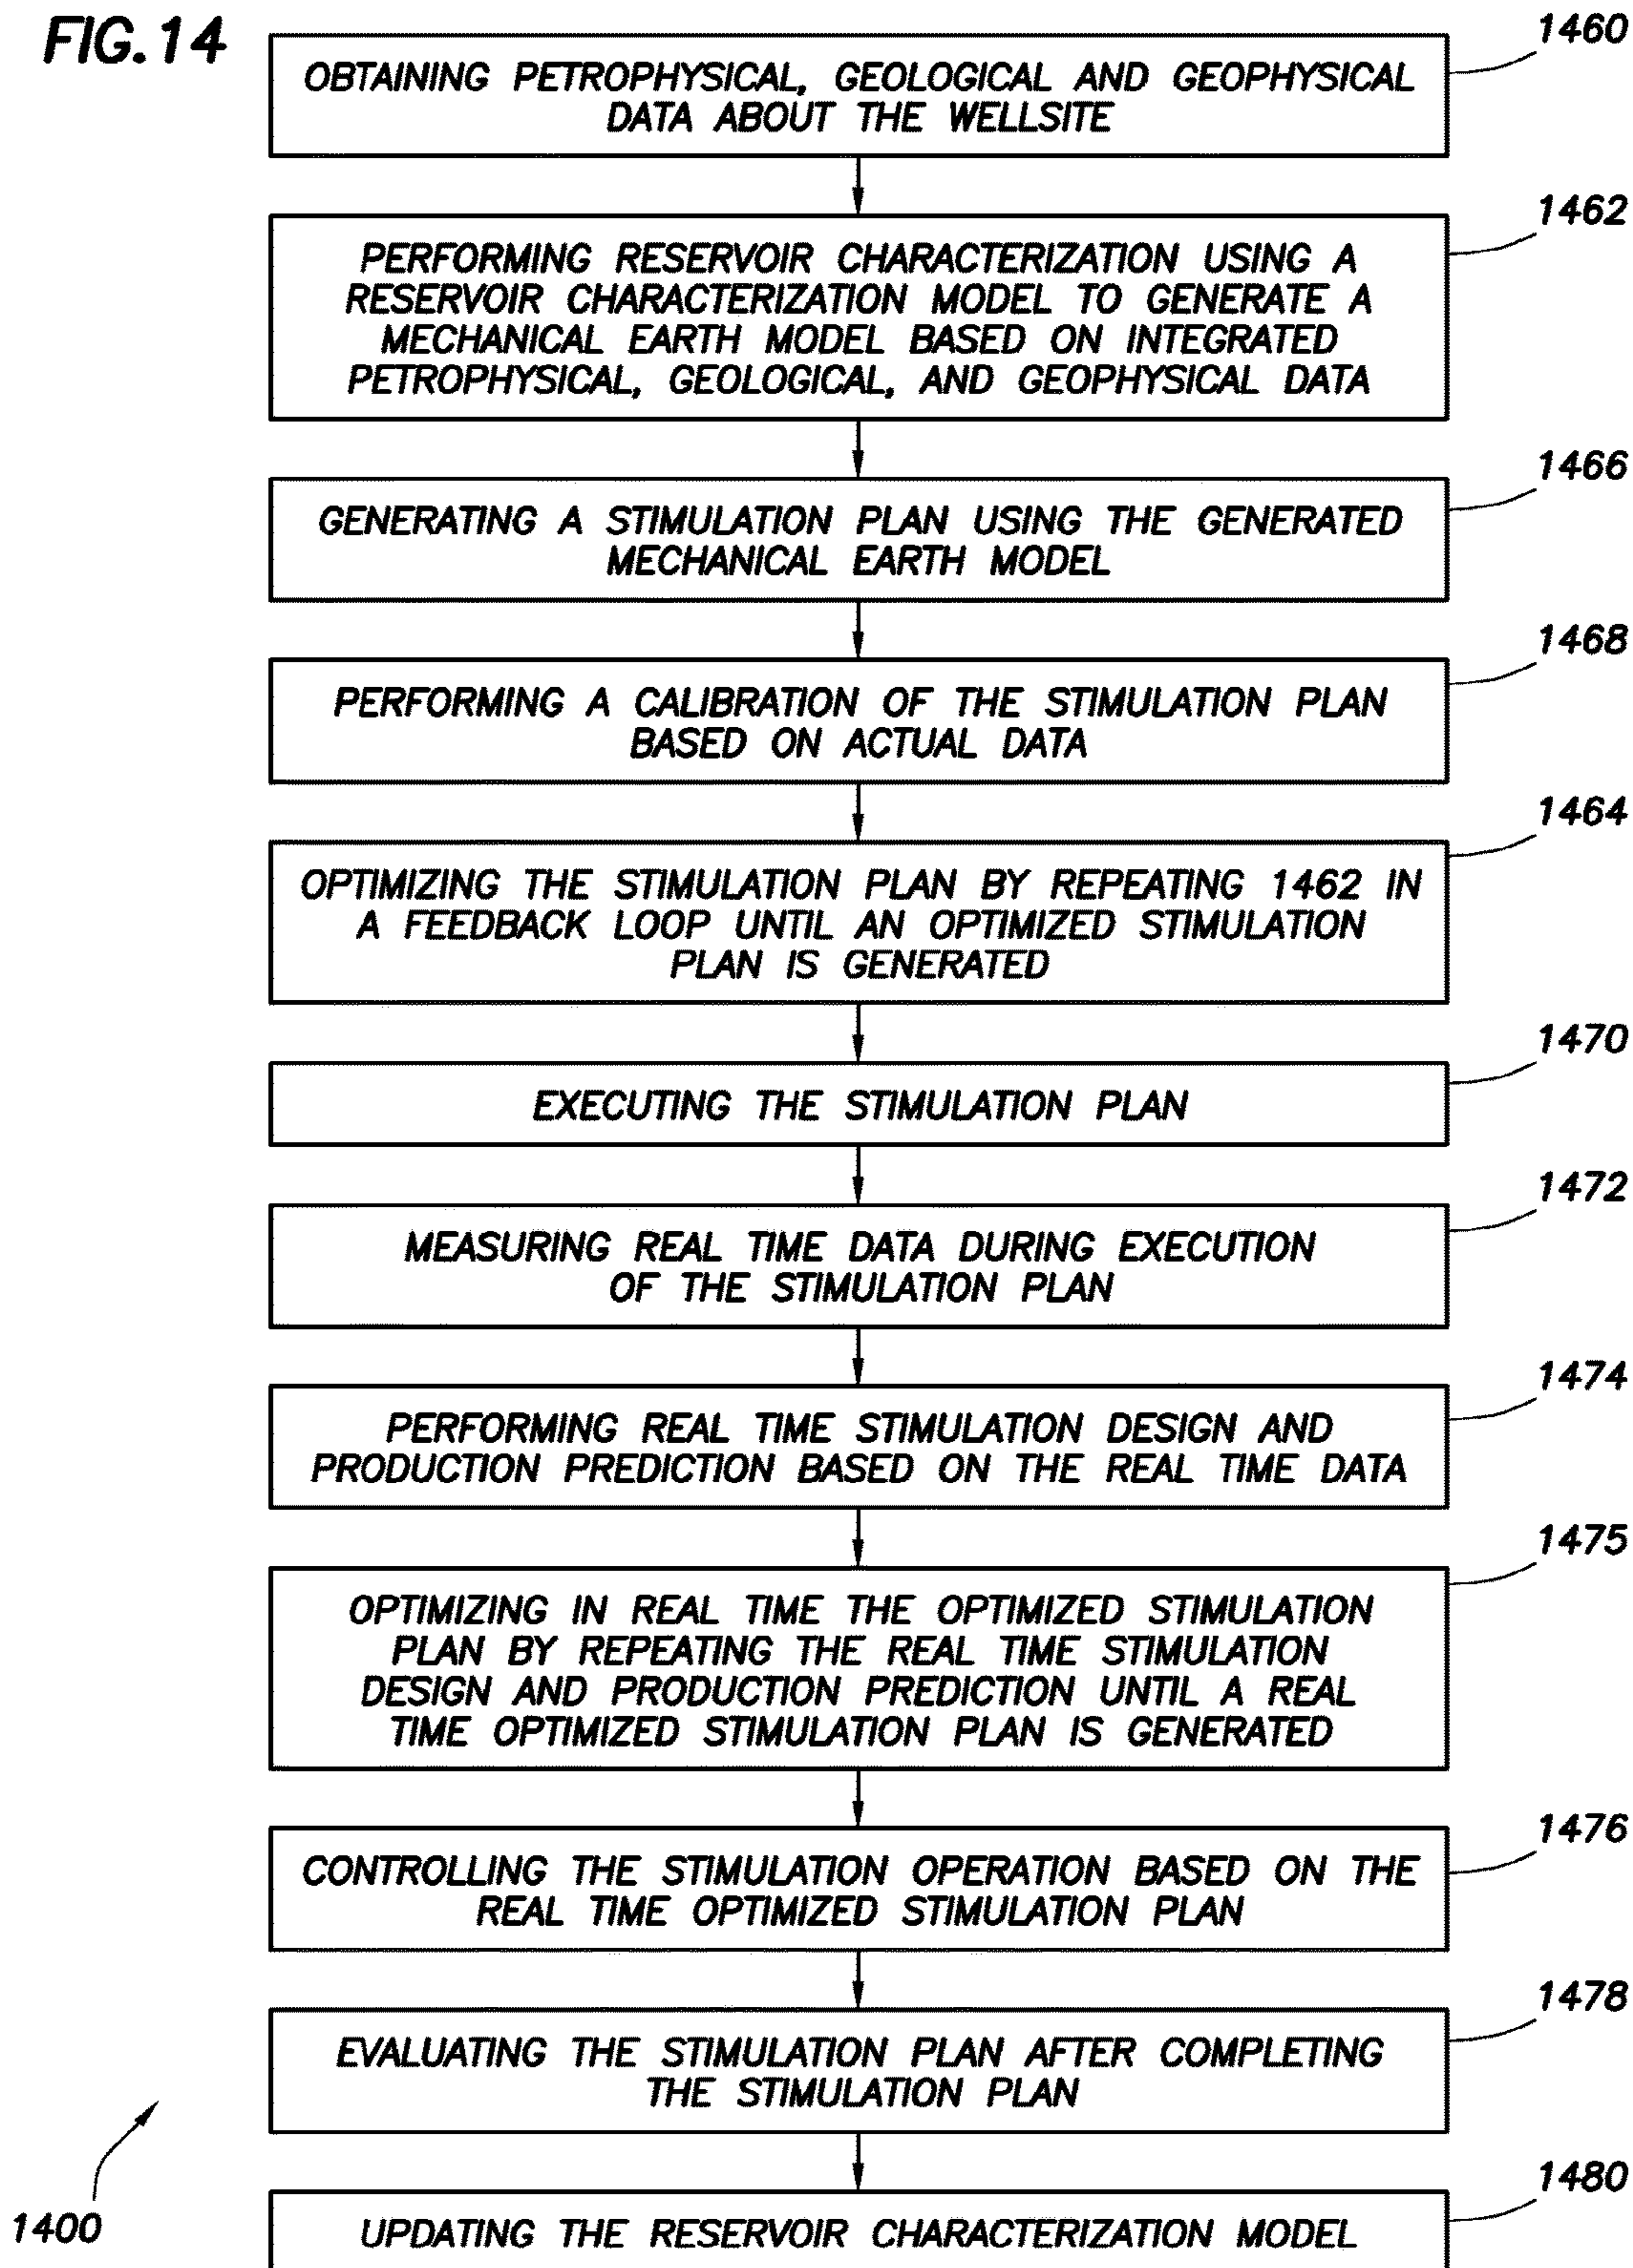 FIG.14
1460
OBTAINING PETROPHYSICAL, GEOLOGICAL AND GEOPHYSICAL
DATA ABOUT THE WELLSITE
1462
PERFORMING RESERVOIR CHARACTERIZATION USING A
RESERVOIR CHARACTERIZATION MODEL TO GENERATE A
MECHANICAL EARTH MODEL BASED ON INTEGRATED
PETROPHYSICAL, GEOLOGICAL, AND GEOPHYSICAL DATA
1466
GENERATING A STIMULATION PLAN USING THE GENERATED
MECHANICAL EARTH MODEL
1468
PERFORMING A CALIBRATION OF THE STIMULATION PLAN
BASED ON ACTUAL DATA
1464
OPTIMIZING THE STIMULATION PLAN BY REPEATING 1462 IN
A FEEDBACK LOOP UNTIL AN OPTIMIZED STIMULATION
PLAN IS GENERATED
1470
EXECUTING THE STIMULATION PLAN
1472
MEASURING REAL TIME DATA DURING EXECUTION
OF THE STIMULATION PLAN
1474
PERFORMING REAL TIME STIMULATION DESIGN AND
PRODUCTION PREDICTION BASED ON THE REAL TIME DATA
1475
OPTIMIZING IN REAL TIME THE OPTIMIZED STIMULATION
PLAN BY REPEATING THE REAL TIME STIMULATION
DESIGN AND PRODUCTION PREDICTION UNTIL A REAL
TIME OPTIMIZED STIMULATION PLAN IS GENERATED
1476
CONTROLLING THE STIMULATION OPERATION BASED ON THE
REAL TIME OPTIMIZED STIMULATION PLAN
1478
EVALUATING THE STIMULATION PLAN AFTER COMPLETING
THE STIMULATION PLAN
1480
UPDATING THE RESERVOIR CHARACTERIZATION MODEL
1400